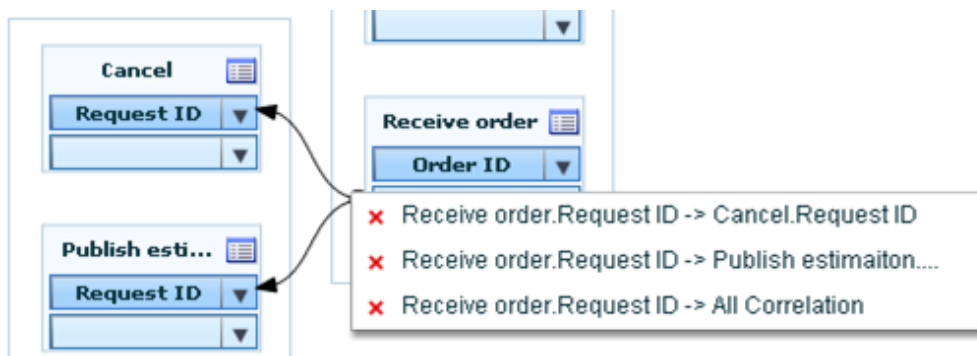 Cancel
Request ID
Receive order
Order ID
Receive order.Request ID -> Cancel.Request ID
Publish esti...
Receive order.Request ID -> Publish estimaiton....
Request ID
Receive order.Request ID -> All Correlation